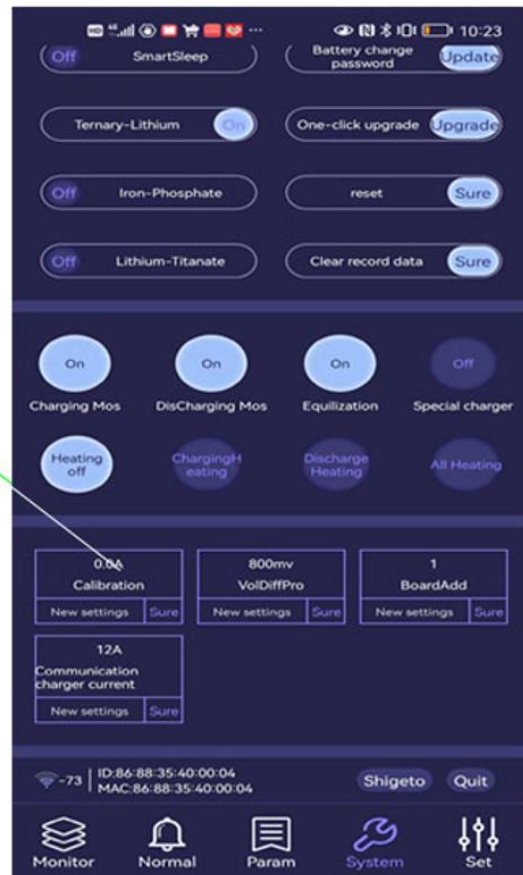 HD 4G 10:23
Off SmartSleep
Battery change
password
Update
Ternary-Lithium On
One-click upgrade Upgrade
Off Iron-Phosphate
reset Sure
Off Lithium-Titanate
Clear record data Sure
On On On Off
Charging Mos DisCharging Mos Equilization Special charger
Heating
off
ChargingH
eating
Discharge
Heating
All Heating
0.0A
Calibration
New settings Sure
800mv
VolDiffPro
New settings Sure
1
BoardAdd
New settings Sure
12A
Communication
charger current
New settings Sure
-73
ID:86:88:35:40:00:04
MAC:86:88:35:40:00:04
Shigeto Quit
Monitor Normal Param System Set